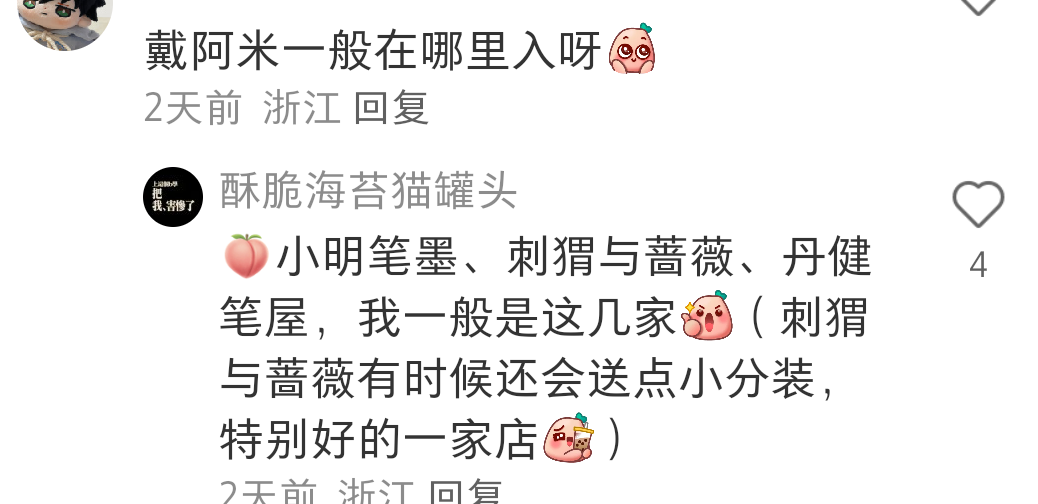 戴阿米一般在哪里入呀
2天前 浙江 回复
酥脆海苔猫罐头
🍑小明笔墨、刺猬与蔷薇、丹健
笔屋，我一般是这几家（刺猬
与蔷薇有时候还会送点小分装，
特别好的一家店）
4
2天前 浙江 回复